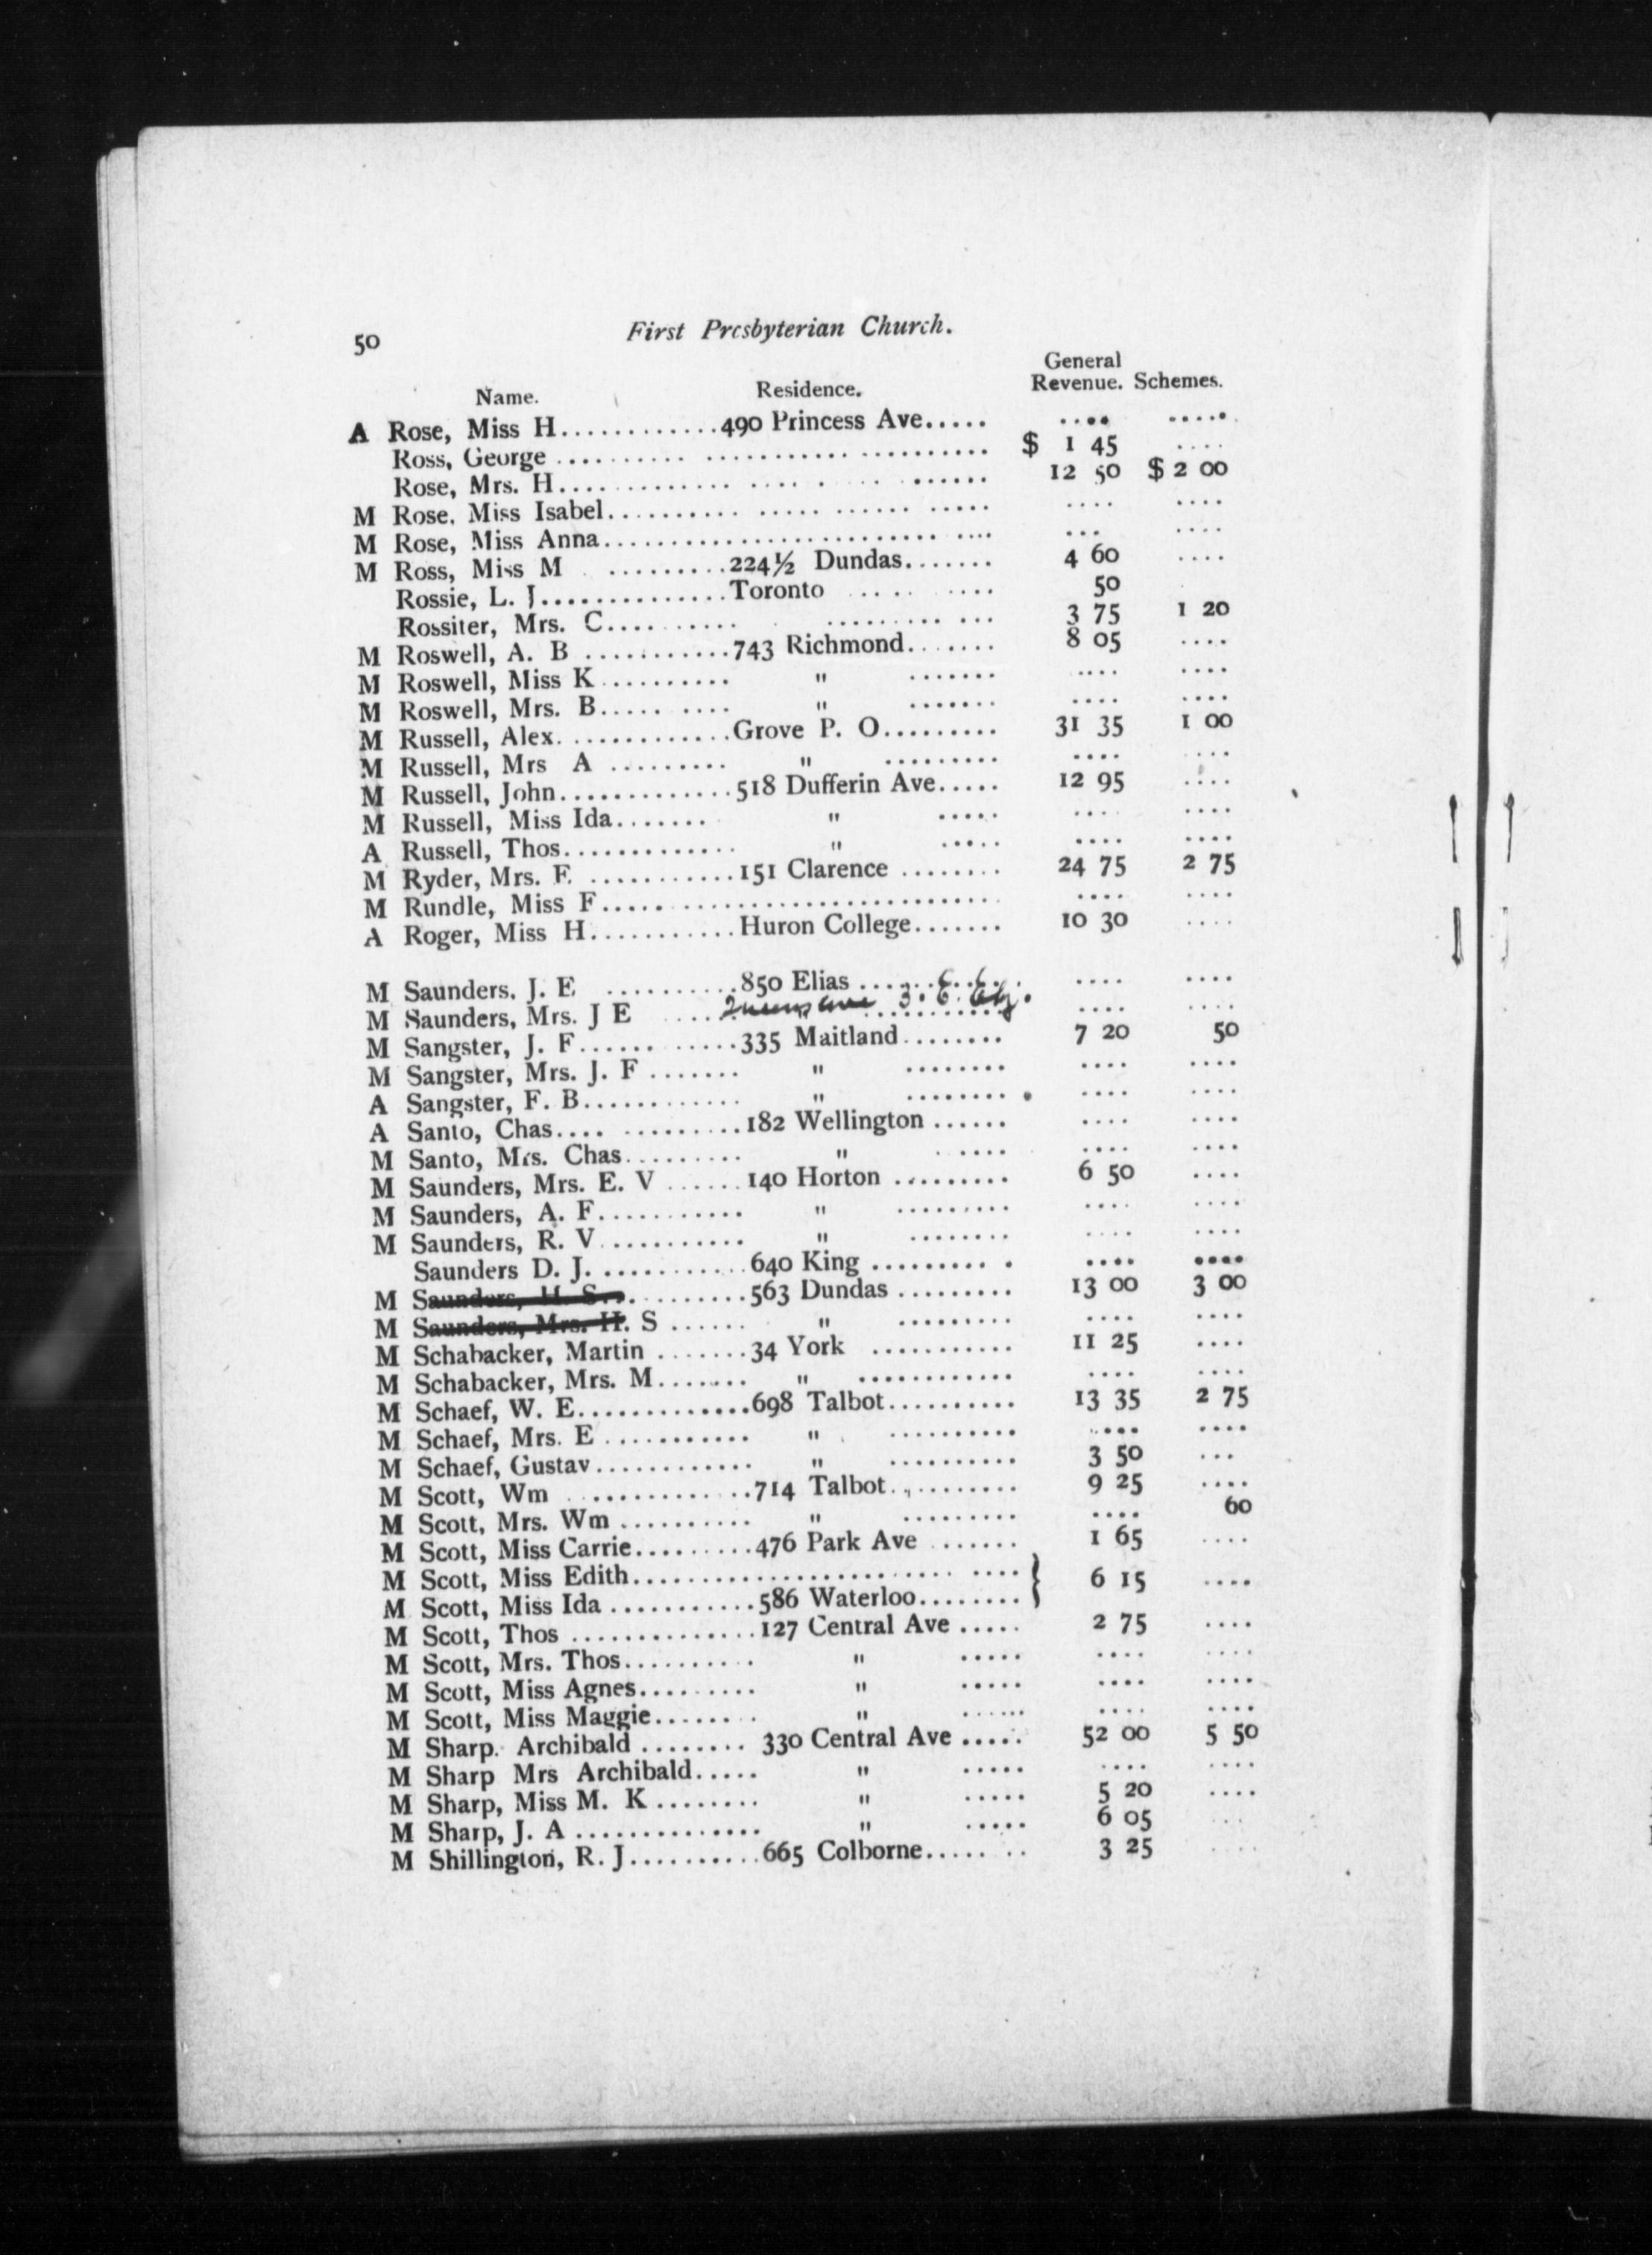 50
First Presbyterian Church.
General
Name. Residence. Revenue. Schemes.
A Rose, Miss H............490 Princess Ave..... .... .....
Ross, George .......... ........... .......... $ 1 45 ....
Rose, Mrs. H............. .... . .... ...... 12 50 $ 2 00
M Rose. Miss Isabel.......... ..... ...... ..... .... ....
M Rose, Miss Anna.......................... .... ... ....
M Ross, Miss M . .........224½ Dundas....... 4 60 ....
Rossie, L. J..............Toronto ..... .... 50
Rossiter, Mrs. C.......... ......... ... 3 75 1 20
M Roswell, A. B ...........743 Richmond....... 8 05 ....
M Roswell, Miss K.......... " ....... .... ....
M Roswell, Mrs. B..... .... " ....... .... ....
M Russell, Alex. ............Grove P. O......... 31 35 1 00
M Russell, Mrs A ......... " ......... .... ....
M Russell, John.............518 Dufferin Ave..... 12 95 ....
M Russell, Miss Ida....... " ..... .... ....
A Russell, Thos............. " ..... .... ....
M Ryder, Mrs. F. ...........151 Clarence ........ 24 75 2 75
M Rundle, Miss F.............................. .... ....
A Roger, Miss H...........Huron College....... 10 30 ....
M Saunders. J. E ..........850 Elias ......... .... ....
M Saunders, Mrs. J E .... Queens Ave .......... .... ....
M Sangster, J. F...... .....335 Maitland........ 7 20 50
M Sangster, Mrs. J. F ....... " ........ .... ....
A Sangster, F. B............ " ........ .... ....
A Santo, Chas.... .........182 Wellington ...... .... ....
M Santo, Mrs. Chas......... " ..... .... ....
M Saunders, Mrs. E. V ......140 Horton ......... 6 50 ....
M Saunders, A. F........... " ......... .... ....
M Saunders, R. V........... " ........ .... ....
Saunders D. J. ...........640 King ......... . .... ....
M Saunders, H. S...........563 Dundas ......... 13 00 3 00
M Saunders, Mrs. H. S ...... " ......... .... ....
M Schabacker, Martin .......34 York ........... 11 25 ....
M Schabacker, Mrs. M....... " ............ .... ....
M Schaef, W. E.............698 Talbot.......... 13 35 2 75
M Schaef, Mrs. E ........... " .......... .... ....
M Schaef, Gustav............ " .......... 3 50 ...
M Scott, Wm .............714 Talbot.......... 9 25 ....
M Scott, Mrs. Wm .......... " ......... .... 60
M Scott, Miss Carrie.........476 Park Ave ....... 1 65 ....
M Scott, Miss Edith...................... .... } 6 15 ....
M Scott, Miss Ida ...........586 Waterloo........ }
M Scott, Thos ..............127 Central Ave ..... 2 75 ....
M Scott, Mrs. Thos.......... " ..... .... ....
M Scott, Miss Agnes......... " ..... .... ....
M Scott, Miss Maggie........ " ...... .... ....
M Sharp. Archibald ........ 330 Central Ave ..... 52 00 5 50
M Sharp Mrs Archibald..... " ..... .... ....
M Sharp, Miss M. K ........ " ..... 5 20 ....
M Sharp, J. A .............. " ..... 6 05 ...
M Shillington, R. J..........665 Colborne..... .. 3 25 ....